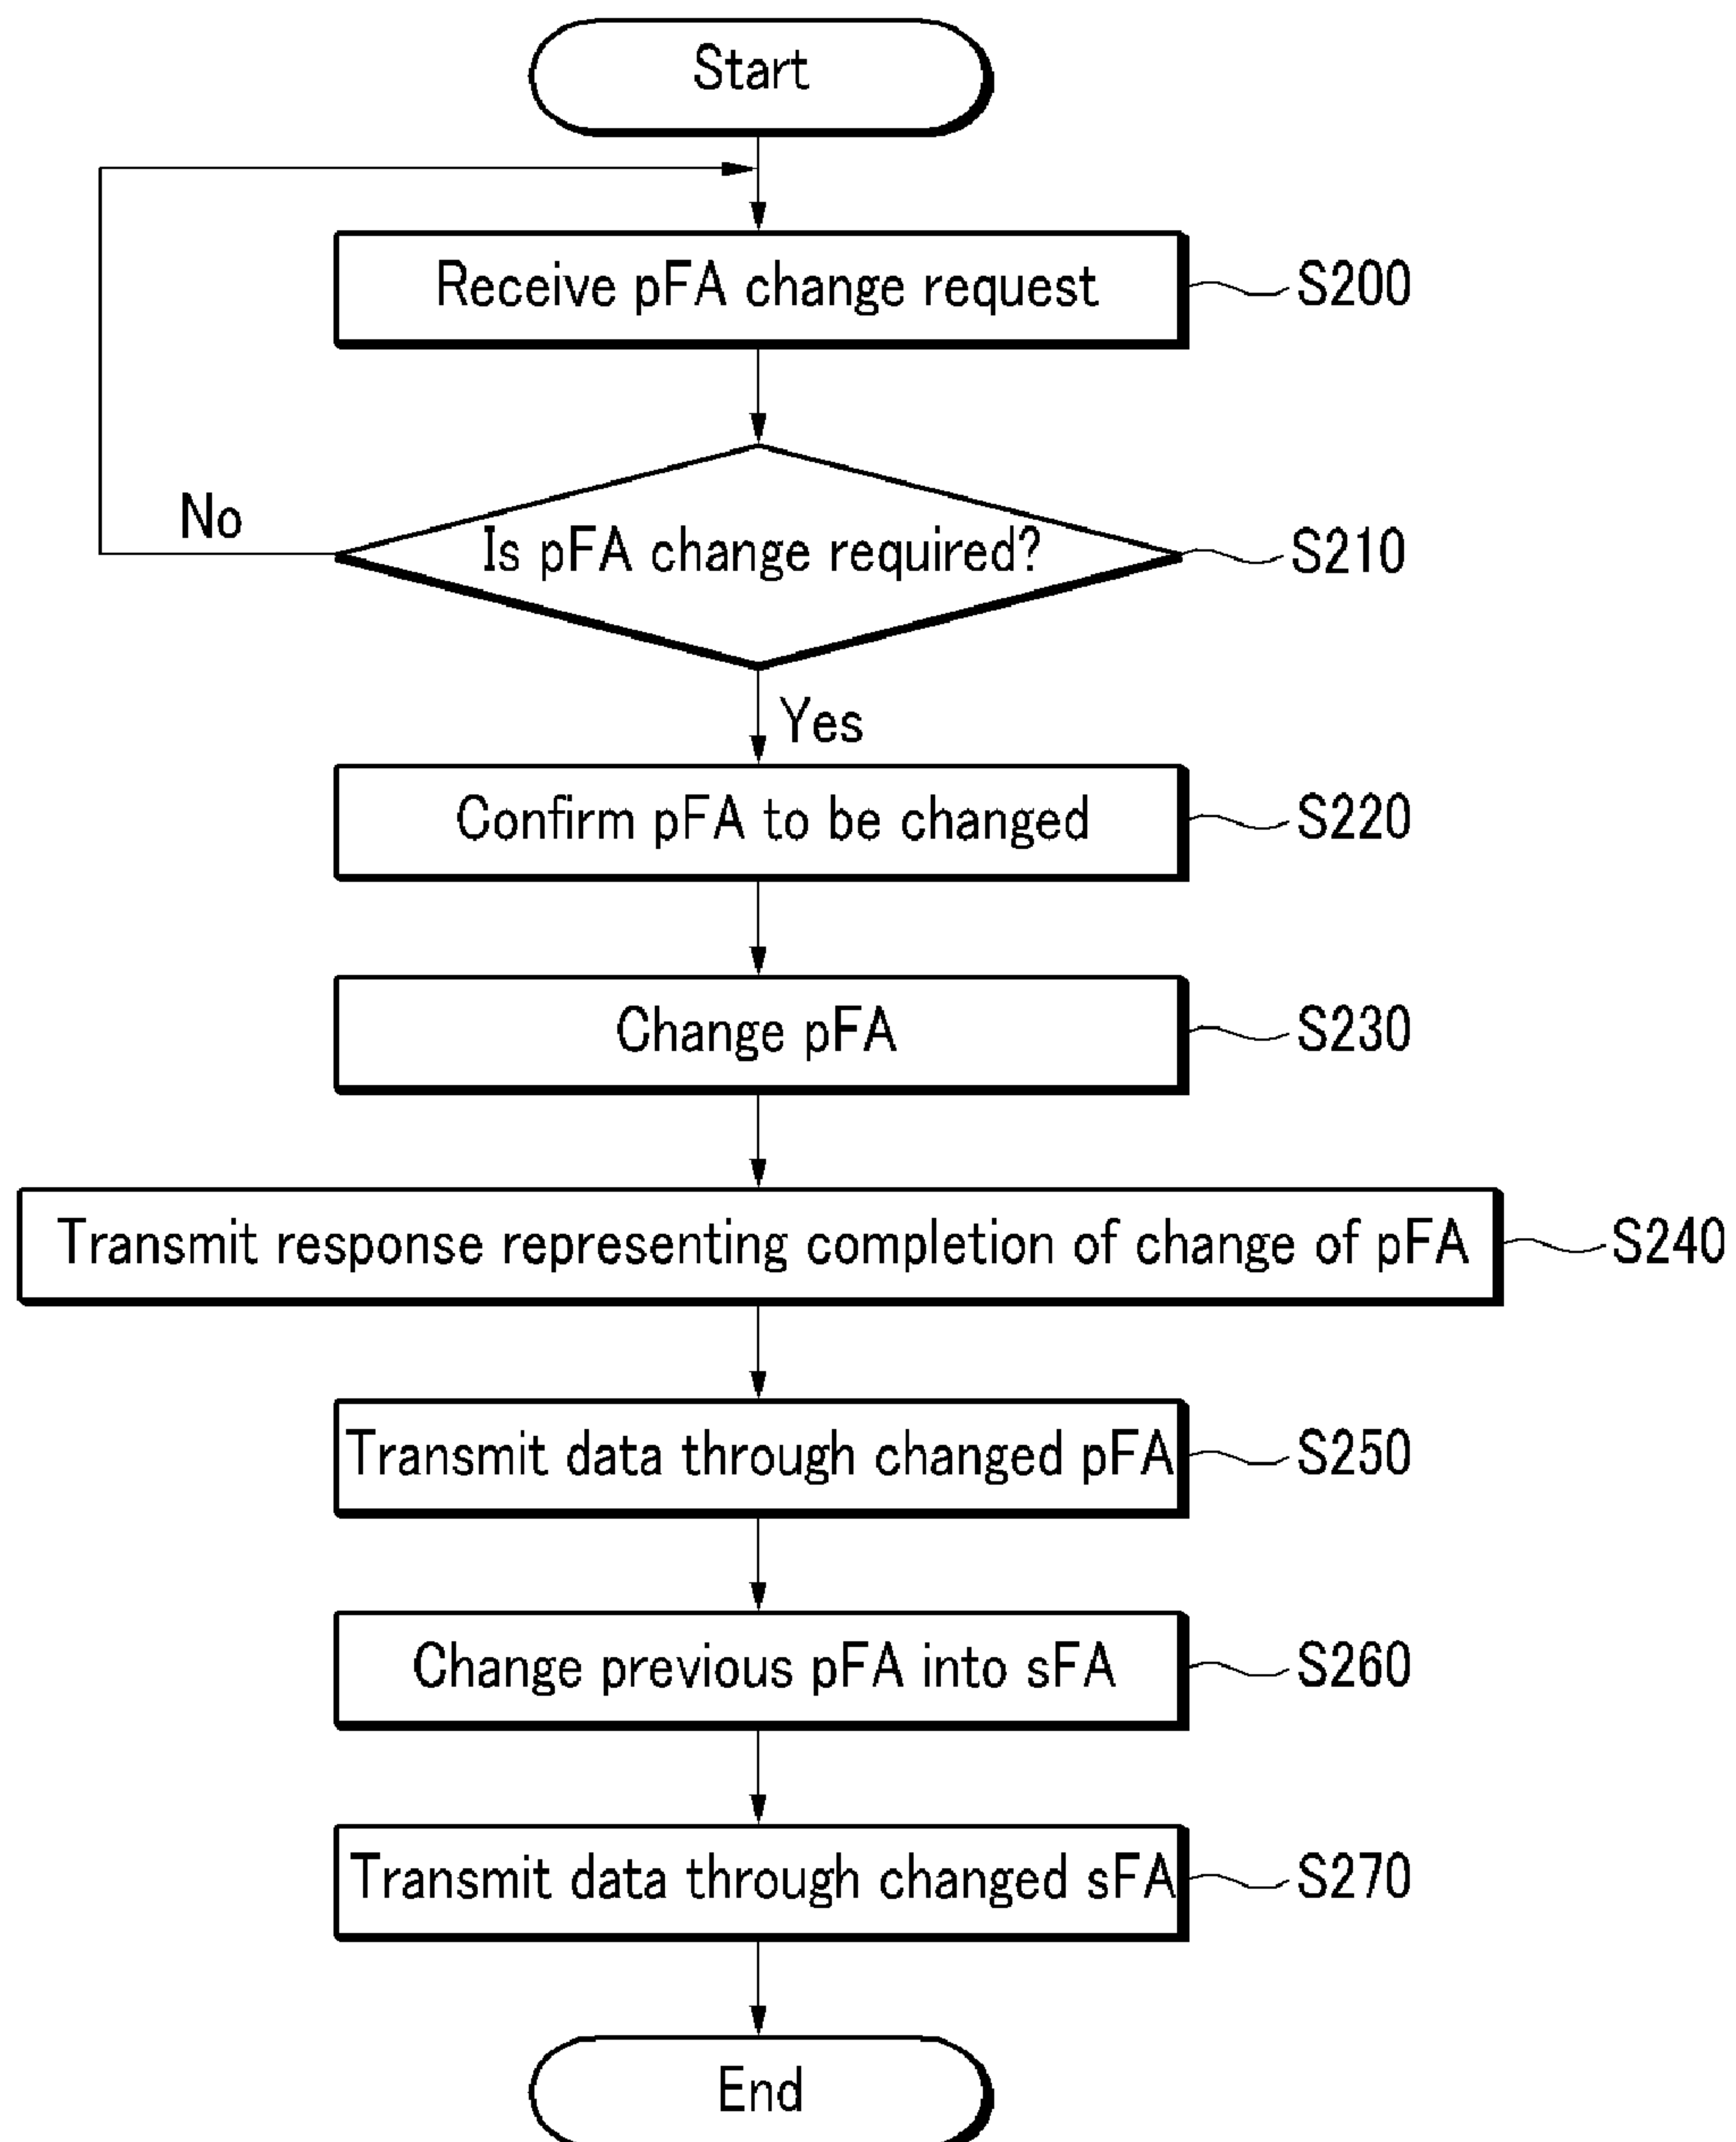 Start
Receive pFA change request
S200
Is pFA change required?
S210
No
Yes
Confirm pFA to be changed
S220
Change pFA
S230
Transmit response representing completion of change of pFA
S240
Transmit data through changed pFA
S250
Change previous pFA into sFA
S260
Transmit data through changed sFA
S270
End